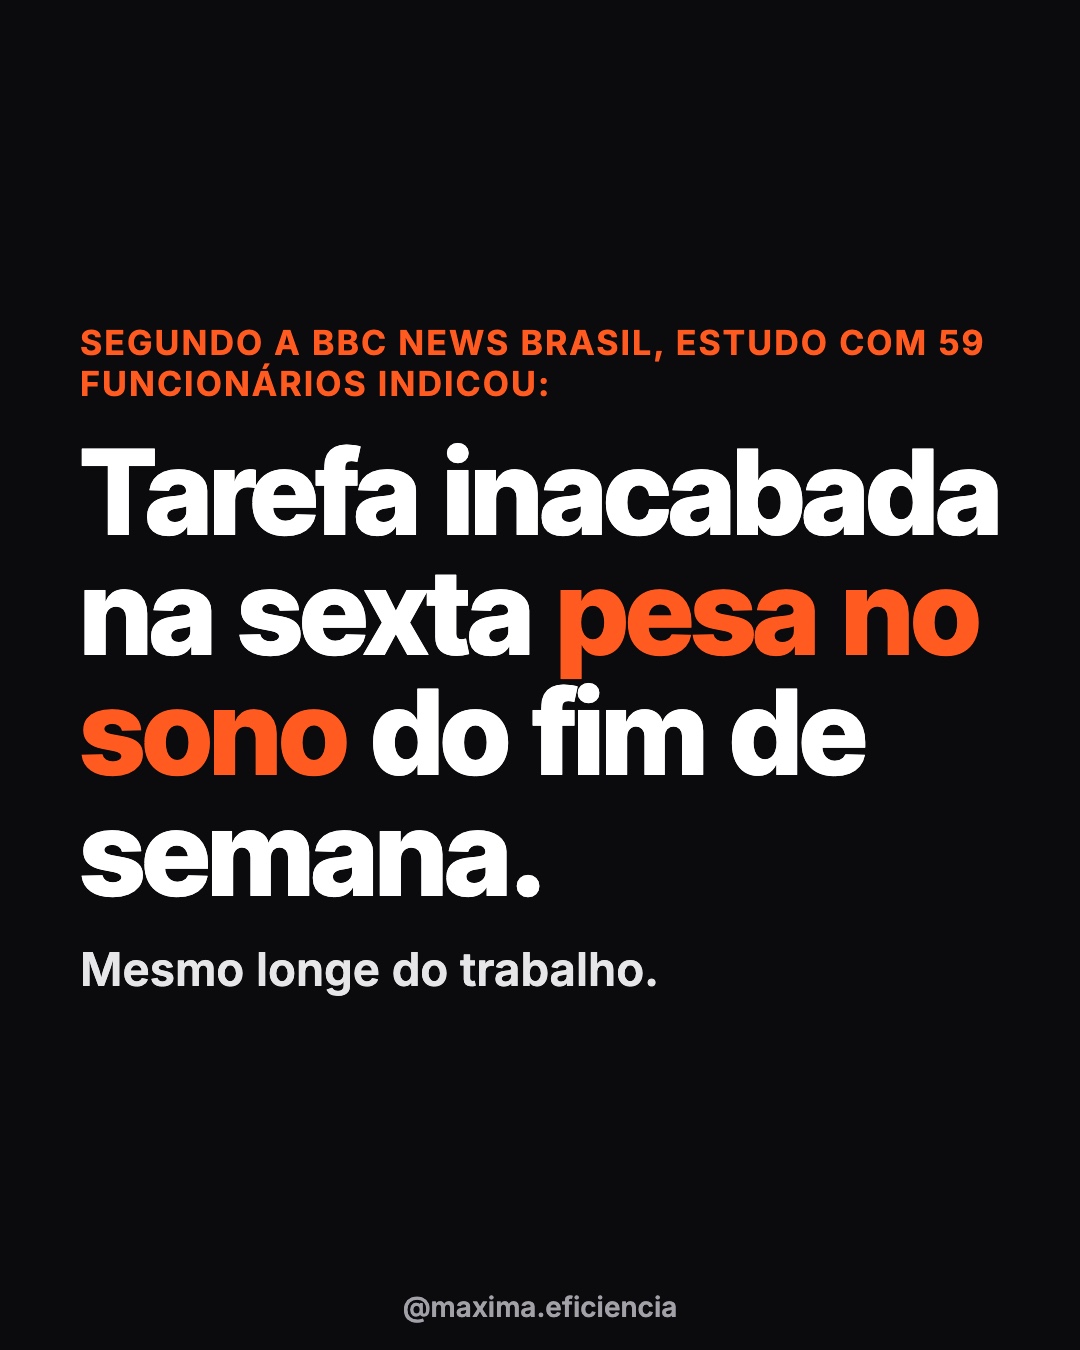 SEGUNDO A BBC NEWS BRASIL, ESTUDO COM 59
FUNCIONÁRIOS INDICOU:
Tarefa inacabada
na sexta pesa no
sono do fim de
semana.
Mesmo longe do trabalho.
@maxima.eficiencia